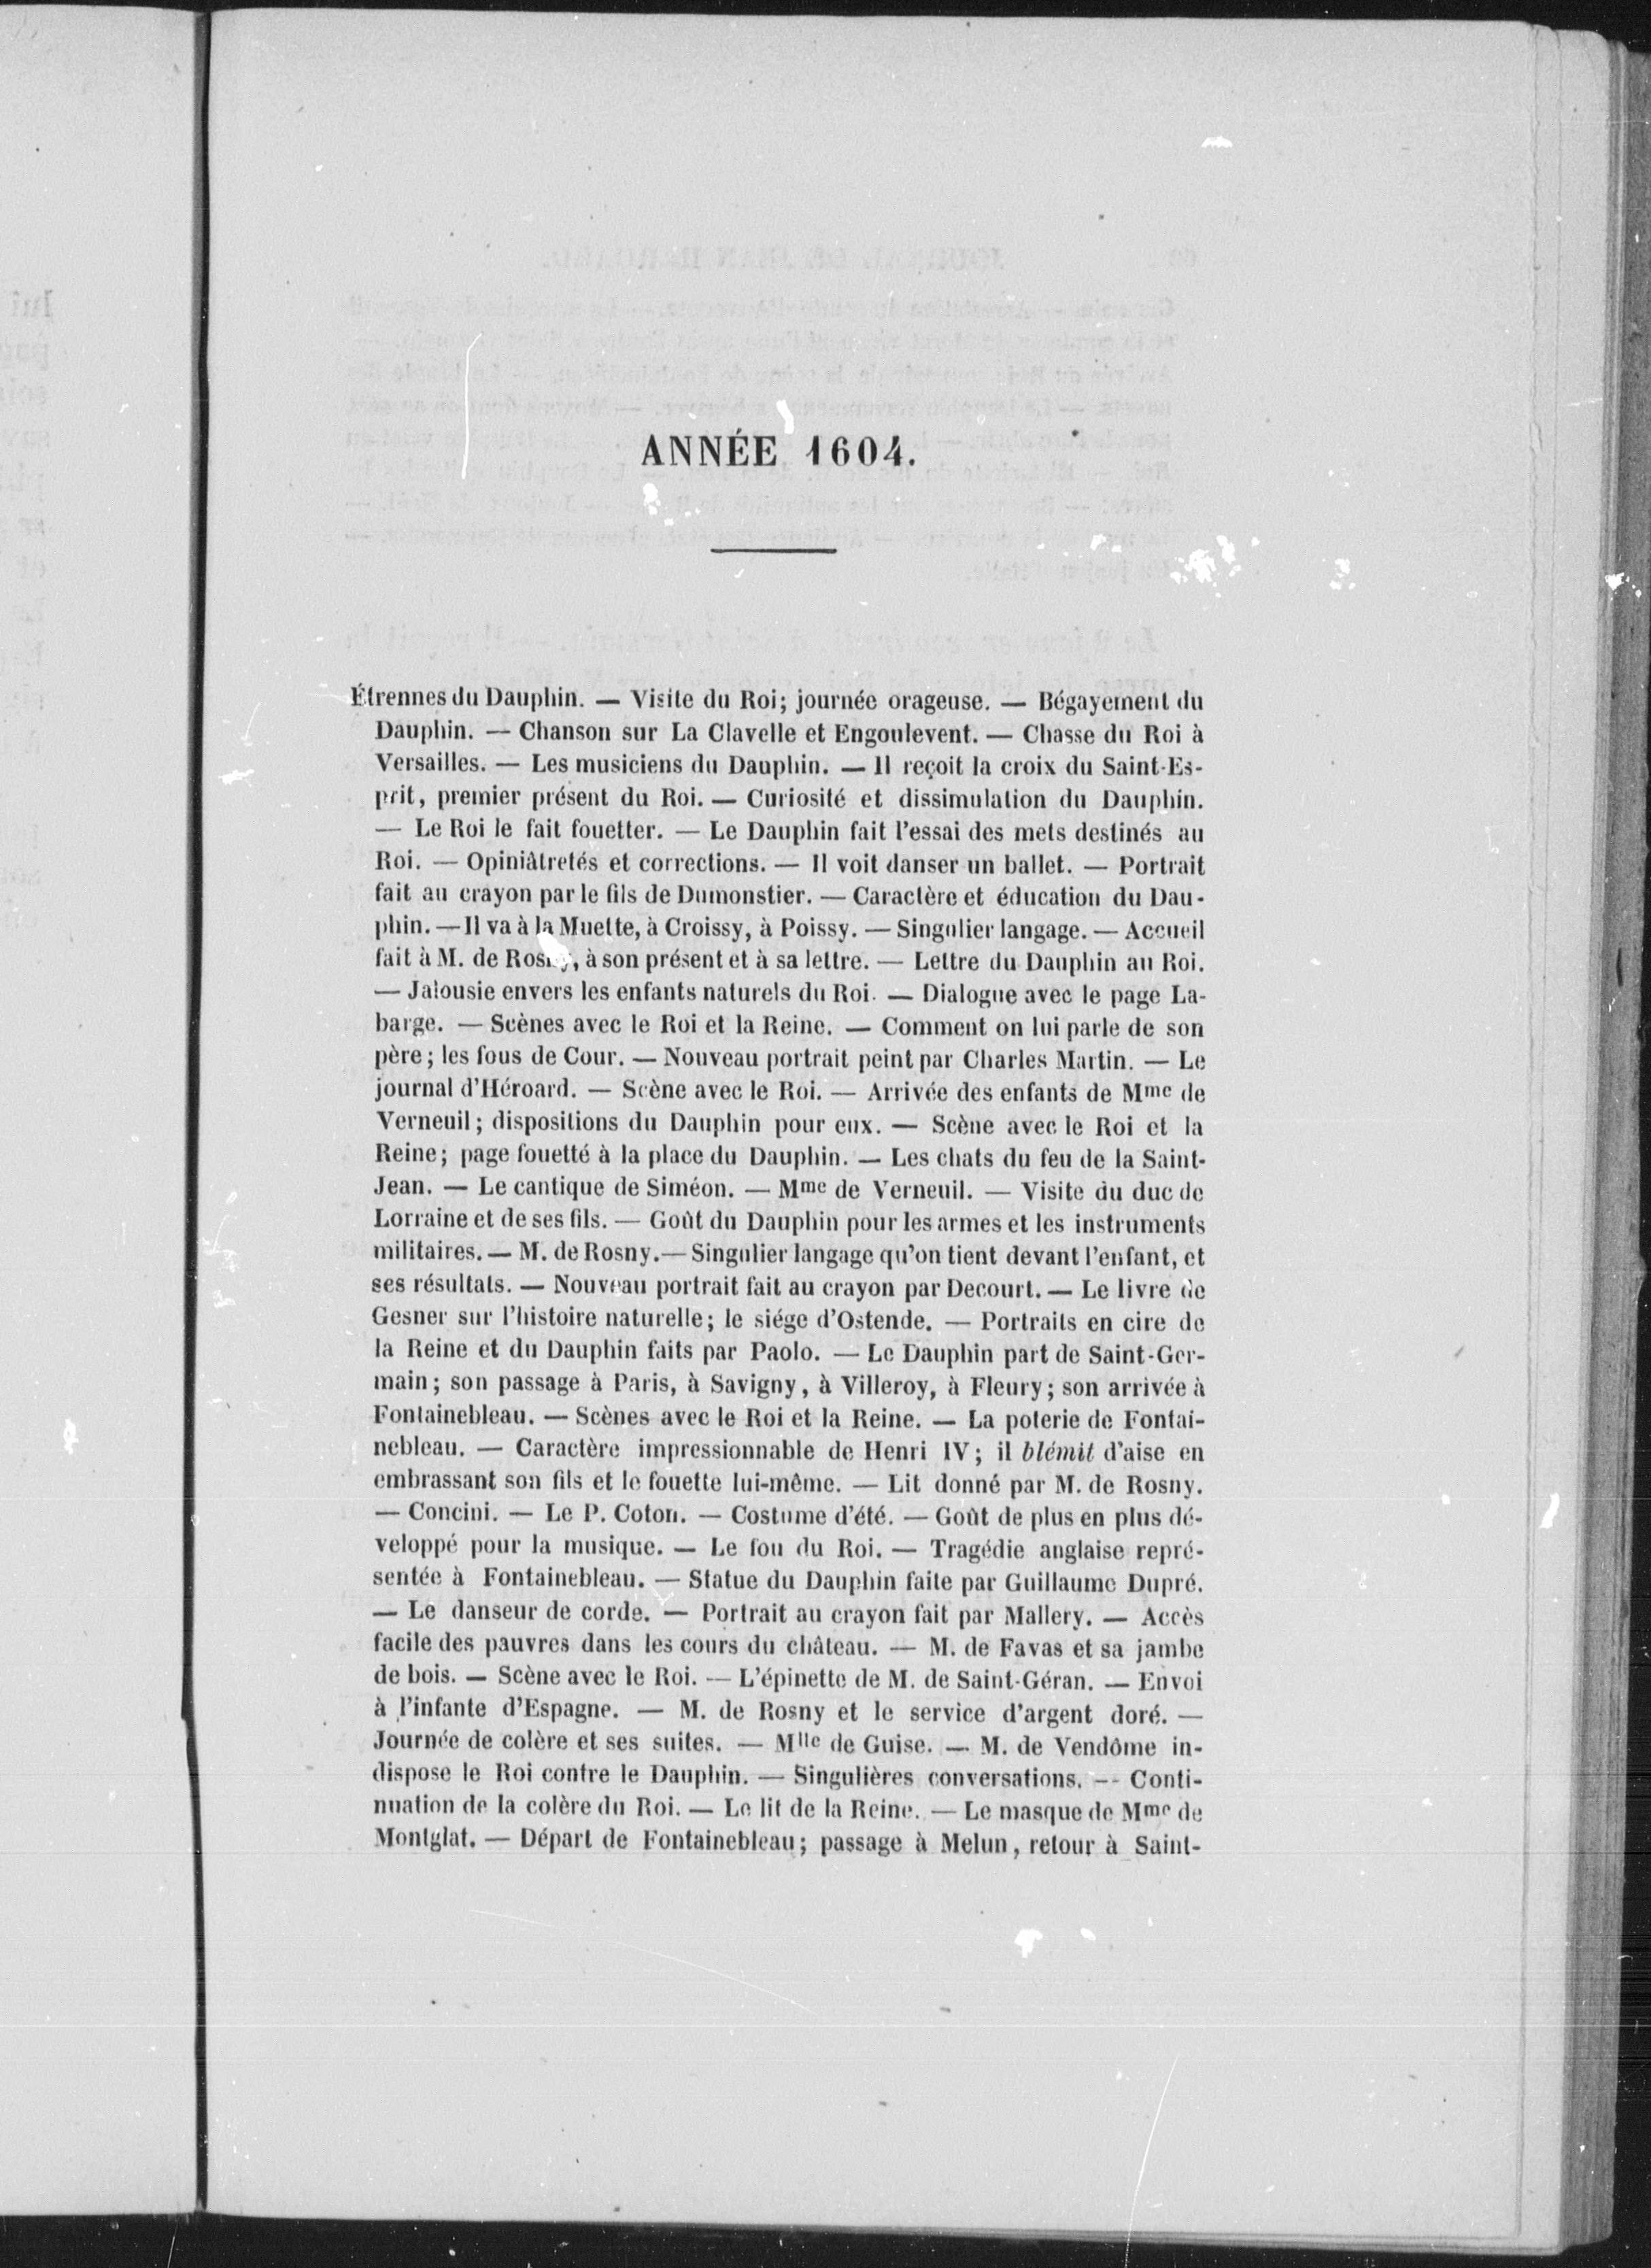 ANNÉE 1604.
Étrennes du Dauphin. — Visite du Roi; journée orageuse. — Bégayement du
Dauphin. — Chanson sur La Clavelle et Engoulevent. — Chasse du Roi à
Versailles. — Les musiciens du Dauphin. — Il reçoit la croix du Saint-Es-
prit, premier présent du Roi. — Curiosité et dissimulation du Dauphin.
— Le Roi le fait fouetter. — Le Dauphin fait l'essai des mets destinés au
Roi. — Opiniâtretés et corrections. — Il voit danser un ballet. — Portrait
fait au crayon par le fils de Dumonstier. — Caractère et éducation du Dau-
phin. — Il va à la Muette, à Croissy, à Poissy. — Singulier langage. — Accueil
fait à M. de Rosny, à son présent et à sa lettre. — Lettre du Dauphin au Roi.
— Jalousie envers les enfants naturels du Roi. — Dialogue avec le page La-
barge. — Scènes avec le Roi et la Reine. — Comment on lui parle de son
père; les fous de Cour. — Nouveau portrait peint par Charles Martin. — Le
journal d'Héroard. — Scène avec le Roi. — Arrivée des enfants de Mme de
Verneuil; dispositions du Dauphin pour eux. — Scène avec le Roi et la
Reine; page fouetté à la place du Dauphin. — Les chats du feu de la Saint-
Jean. — Le cantique de Siméon. — Mme de Verneuil. — Visite du duc de
Lorraine et de ses fils. — Goût du Dauphin pour les armes et les instruments
militaires. — M. de Rosny. — Singulier langage qu'on tient devant l'enfant, et
ses résultats. — Nouveau portrait fait au crayon par Decourt. — Le livre de
Gesner sur l'histoire naturelle; le siége d'Ostende. — Portraits en cire de
la Reine et du Dauphin faits par Paolo. — Le Dauphin part de Saint-Ger-
main; son passage à Paris, à Savigny, à Villeroy, à Fleury; son arrivée à
Fontainebleau. — Scènes avec le Roi et la Reine. — La poterie de Fontai-
nebleau. — Caractère impressionnable de Henri IV; il blémit d'aise en
embrassant son fils et le fouette lui-même. — Lit donné par M. de Rosny.
— Concini. — Le P. Coton. — Costume d'été. — Goût de plus en plus dé-
veloppé pour la musique. — Le fou du Roi. — Tragédie anglaise repré-
sentée à Fontainebleau. — Statue du Dauphin faite par Guillaume Dupré.
— Le danseur de corde. — Portrait au crayon fait par Mallery. — Accès
facile des pauvres dans les cours du château. — M. de Favas et sa jambe
de bois. — Scène avec le Roi. — L'épinette de M. de Saint-Géran. — Envoi
à l'infante d'Espagne. — M. de Rosny et le service d'argent doré. —
Journée de colère et ses suites. — Mlle de Guise. — M. de Vendôme in-
dispose le Roi contre le Dauphin. — Singulières conversations. — Conti-
nuation de la colère du Roi. — Le lit de la Reine. — Le masque de Mme de
Montglat. — Départ de Fontainebleau; passage à Melun, retour à Saint-